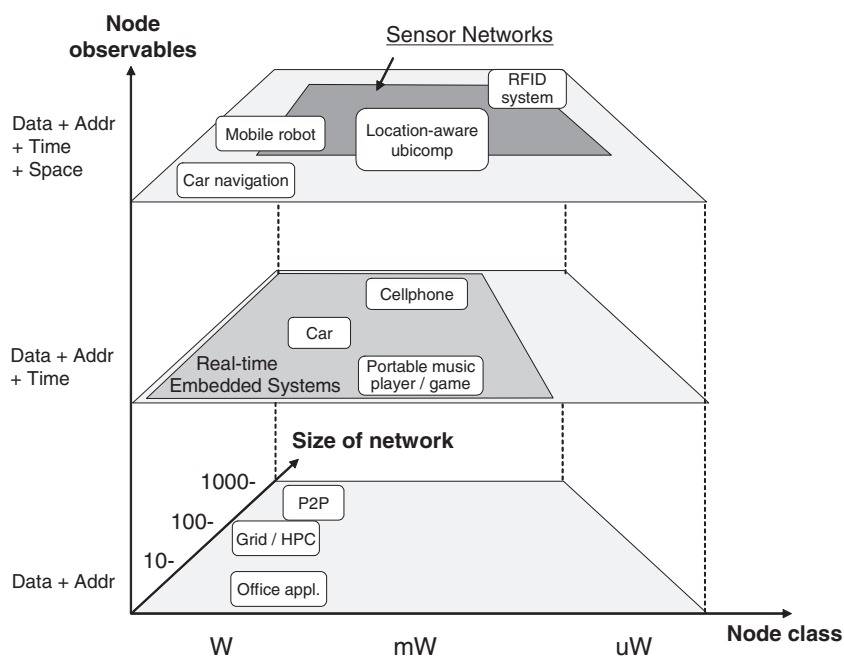 Node
observables
Sensor Networks
RFID
system
Data + Addr
+ Time
+ Space
Mobile robot
Location-aware
ubicomp
Car navigation
Cellphone
Car
Data + Addr
+ Time
Real-time
Embedded Systems
Portable music
player / game
Size of network
1000-
P2P
100-
Grid / HPC
10-
Data + Addr
Office appl.
Node class
W
mW
uW